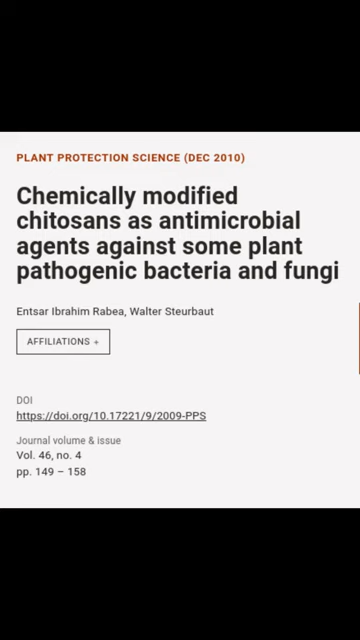 PLANT PROTECTION SCIENCE (DEC 2010)
Chemically modified
chitosans as antimicrobial
agents against some plant
pathogenic bacteria and fungi
Entsar Ibrahim Rabea, Walter Steurbaut
AFFILIATIONS +
DOI
https://doi.org/10.17221/9/2009-PPS
Journal volume & issue
Vol. 46, no. 4
pp. 149 – 158